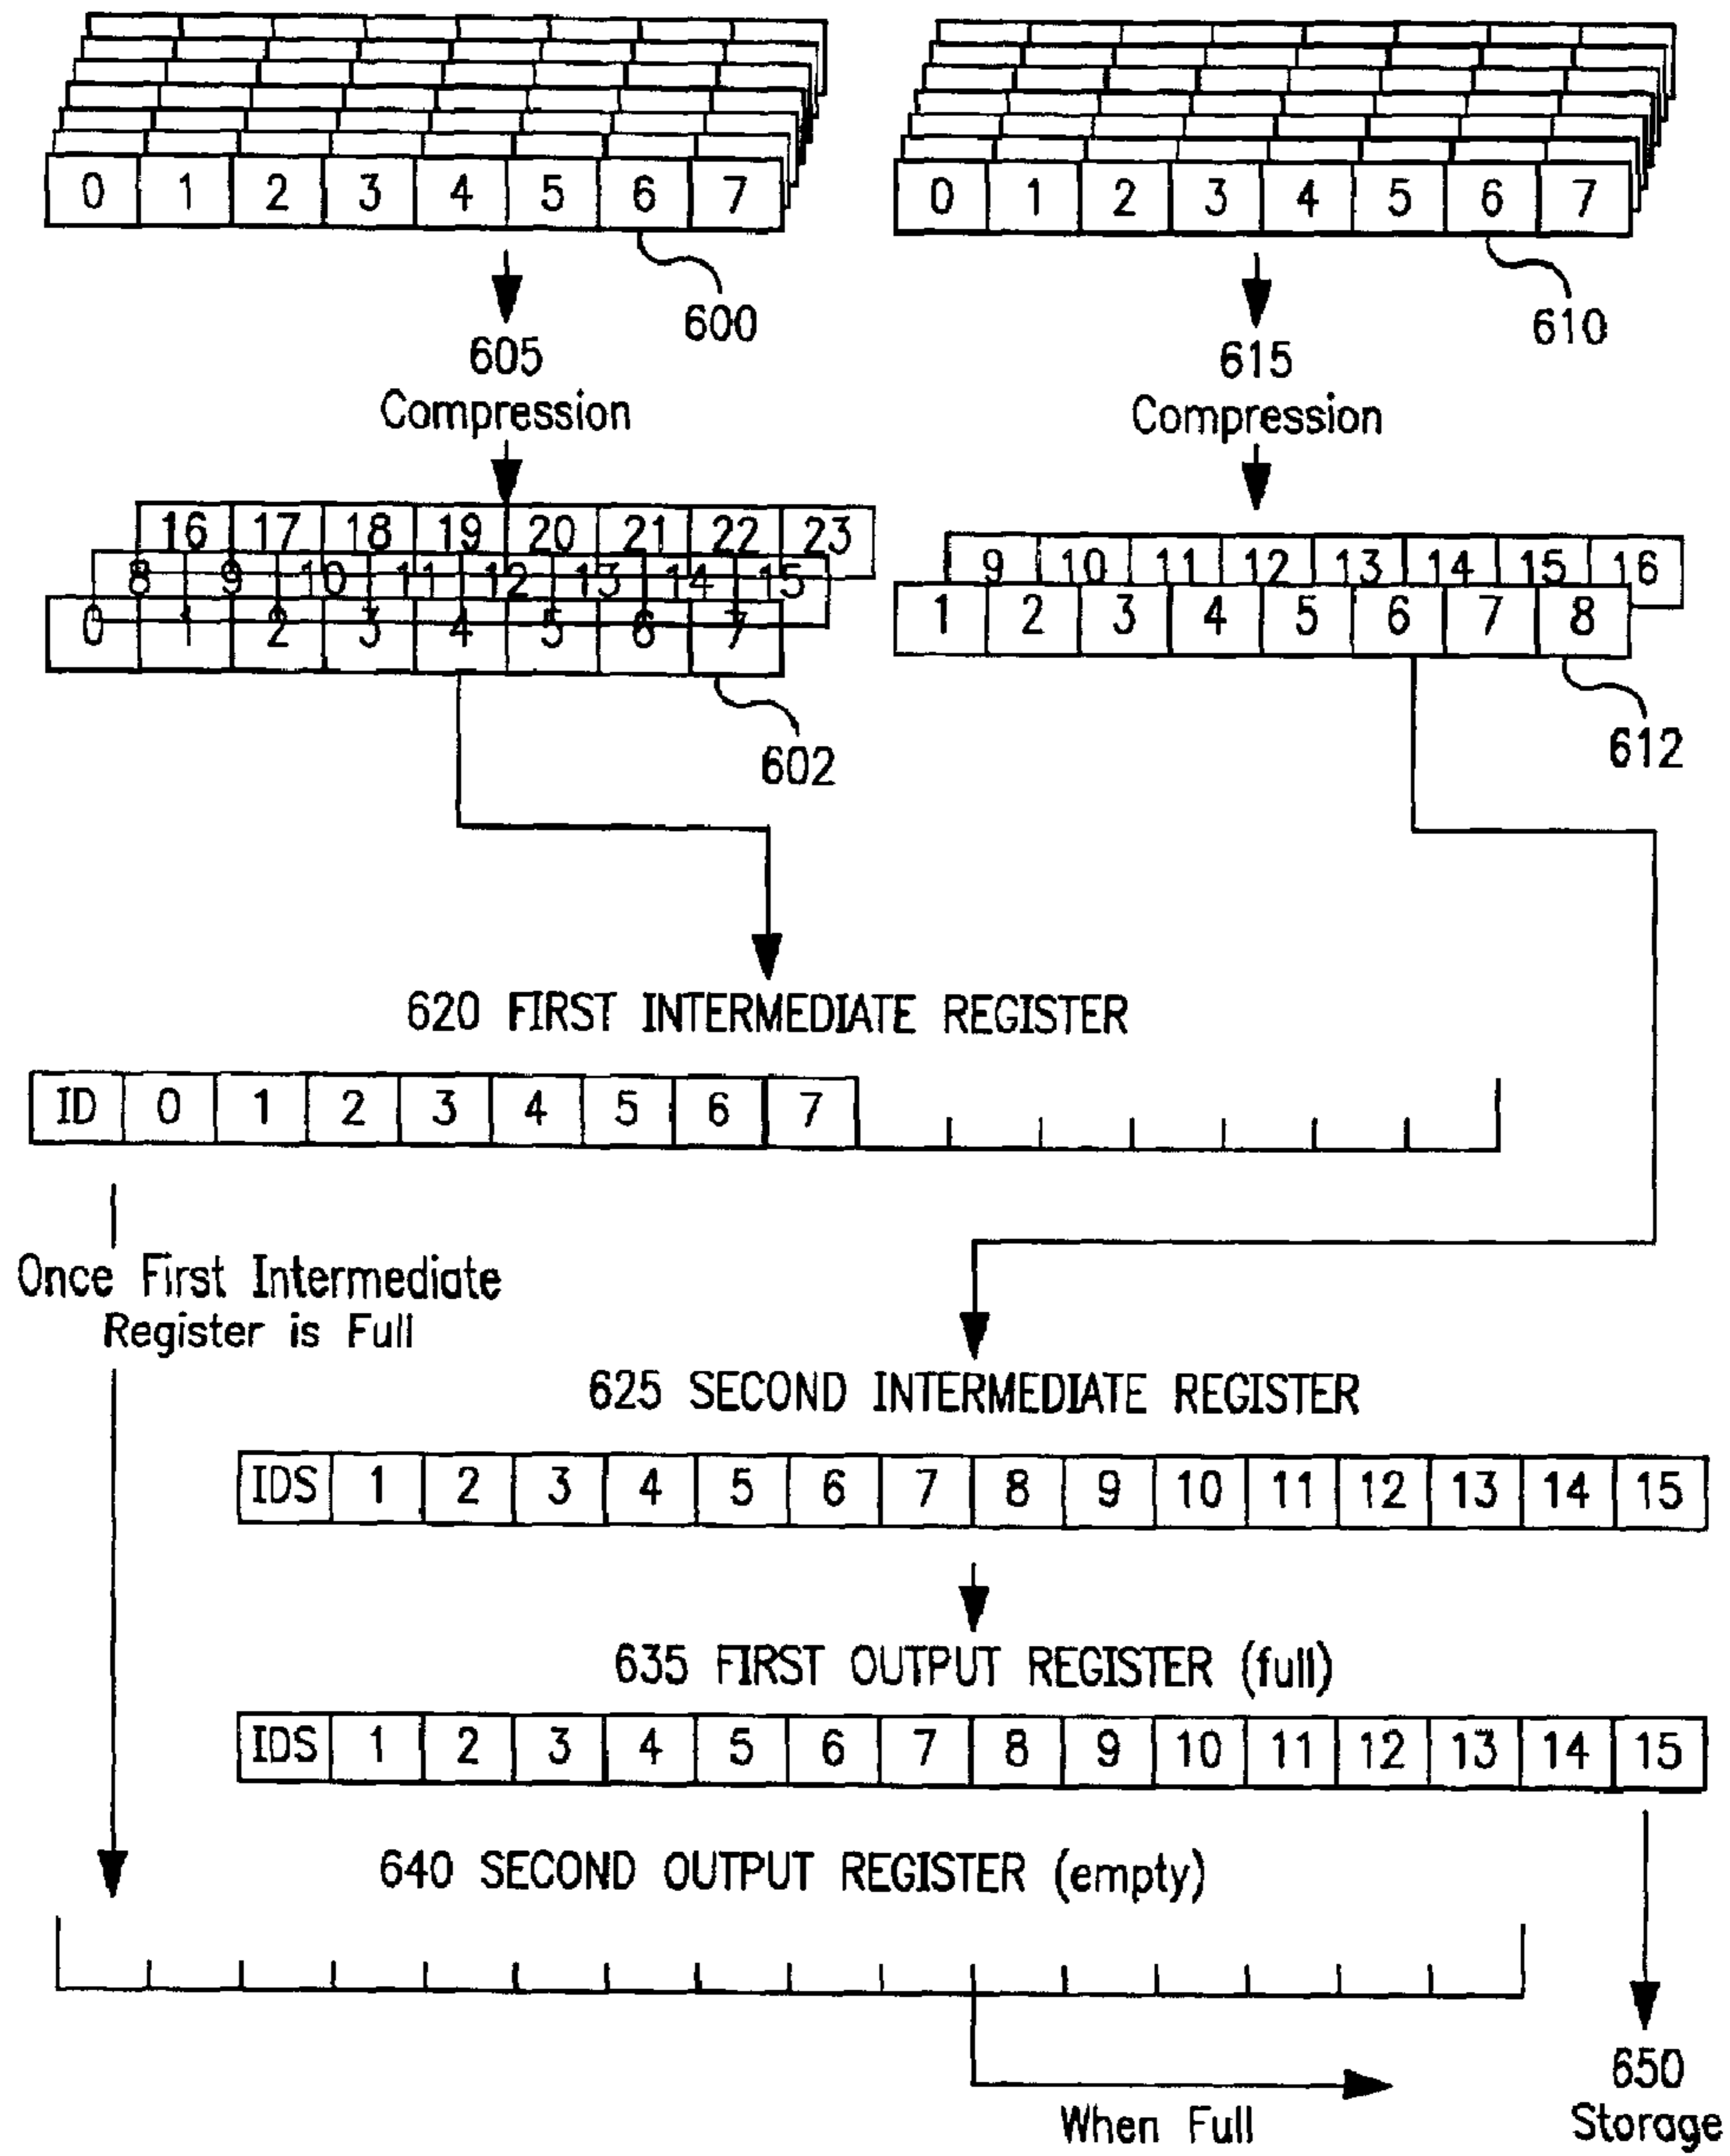 0 1 2 3 4 5 6 7
0 1 2 3 4 5 6 7
600
610
605
Compression
615
Compression
16 17 18 19 20 21 22 23
8 9 10 11 12 13 14 15
0 1 2 3 4 5 6 7
9 10 11 12 13 14 15 16
1 2 3 4 5 6 7 8
602
612
620 FIRST INTERMEDIATE REGISTER
ID 0 1 2 3 4 5 6 7
Once First Intermediate
Register is Full
625 SECOND INTERMEDIATE REGISTER
IDS 1 2 3 4 5 6 7 8 9 10 11 12 13 14 15
635 FIRST OUTPUT REGISTER (full)
IDS 1 2 3 4 5 6 7 8 9 10 11 12 13 14 15
640 SECOND OUTPUT REGISTER (empty)
650
Storage
When Full